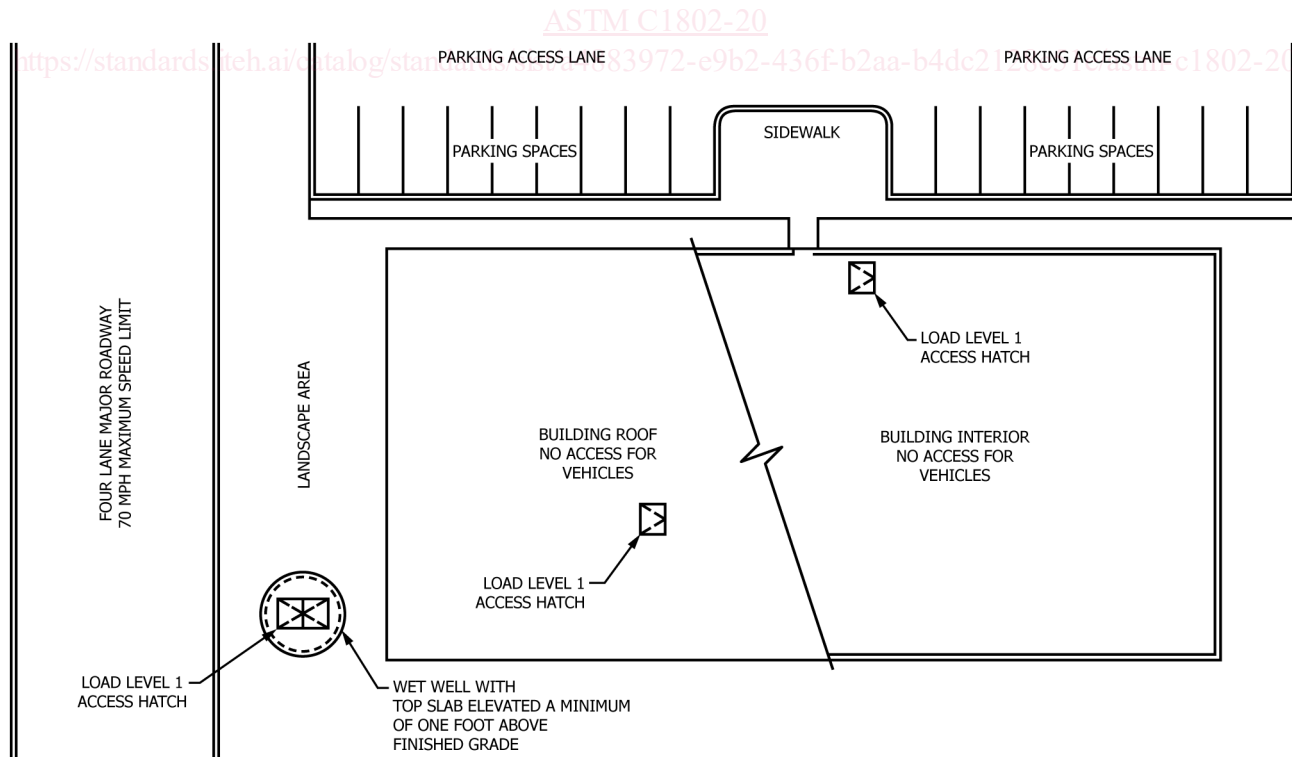 ASTM C1802-20
PARKING ACCESS LANE
PARKING ACCESS LANE
SIDEWALK
PARKING SPACES
PARKING SPACES
LOAD LEVEL 1
ACCESS HATCH
FOUR LANE MAJOR ROADWAY
70 MPH MAXIMUM SPEED LIMIT
LANDSCAPE AREA
BUILDING ROOF
NO ACCESS FOR
VEHICLES
BUILDING INTERIOR
NO ACCESS FOR
VEHICLES
LOAD LEVEL 1
ACCESS HATCH
LOAD LEVEL 1
ACCESS HATCH
WET WELL WITH
TOP SLAB ELEVATED A MINIMUM
OF ONE FOOT ABOVE
FINISHED GRADE